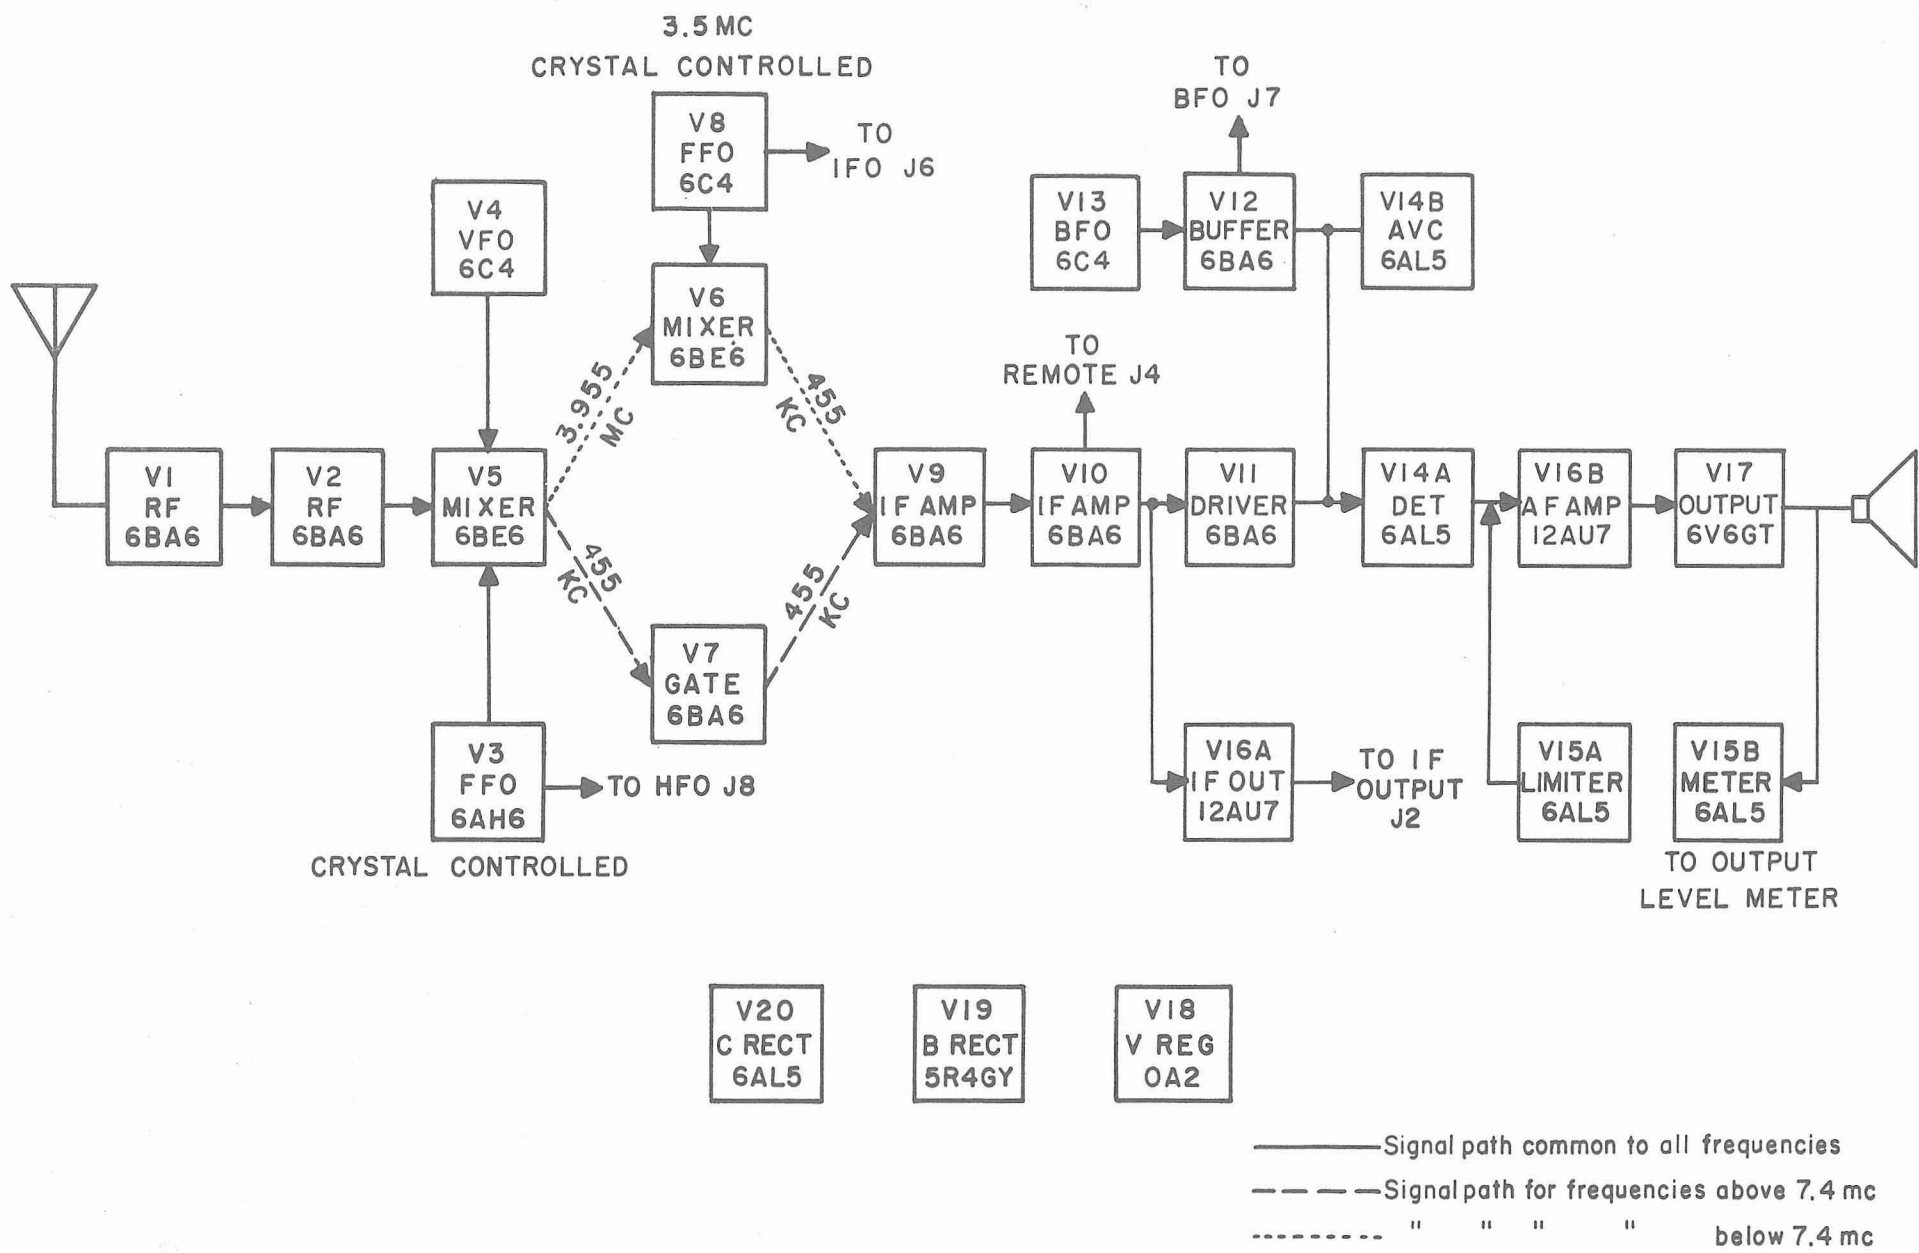 3.5 MC
CRYSTAL CONTROLLED
V8
FFO
6C4
TO
IFO J6
TO
BFO J7
V4
VFO
6C4
V6
MIXER
6BE6
V13
BFO
6C4
V12
BUFFER
6BA6
V14B
AVC
6AL5
3.955
MC
455
KC
TO
REMOTE J4
V1
RF
6BA6
V2
RF
6BA6
V5
MIXER
6BE6
455
KC
455
KC
V9
IF AMP
6BA6
V10
IF AMP
6BA6
V11
DRIVER
6BA6
V14A
DET
6AL5
V16B
AF AMP
12AU7
V17
OUTPUT
6V6GT
V7
GATE
6BA6
V3
FFO
6AH6
TO HFO J8
CRYSTAL CONTROLLED
V16A
IF OUT
12AU7
TO IF
OUTPUT
J2
V15A
LIMITER
6AL5
V15B
METER
6AL5
TO OUTPUT
LEVEL METER
V20
C RECT
6AL5
V19
B RECT
5R4GY
V18
V REG
OA2
Signal path common to all frequencies
Signal path for frequencies above 7.4 mc
" " " " below 7.4 mc